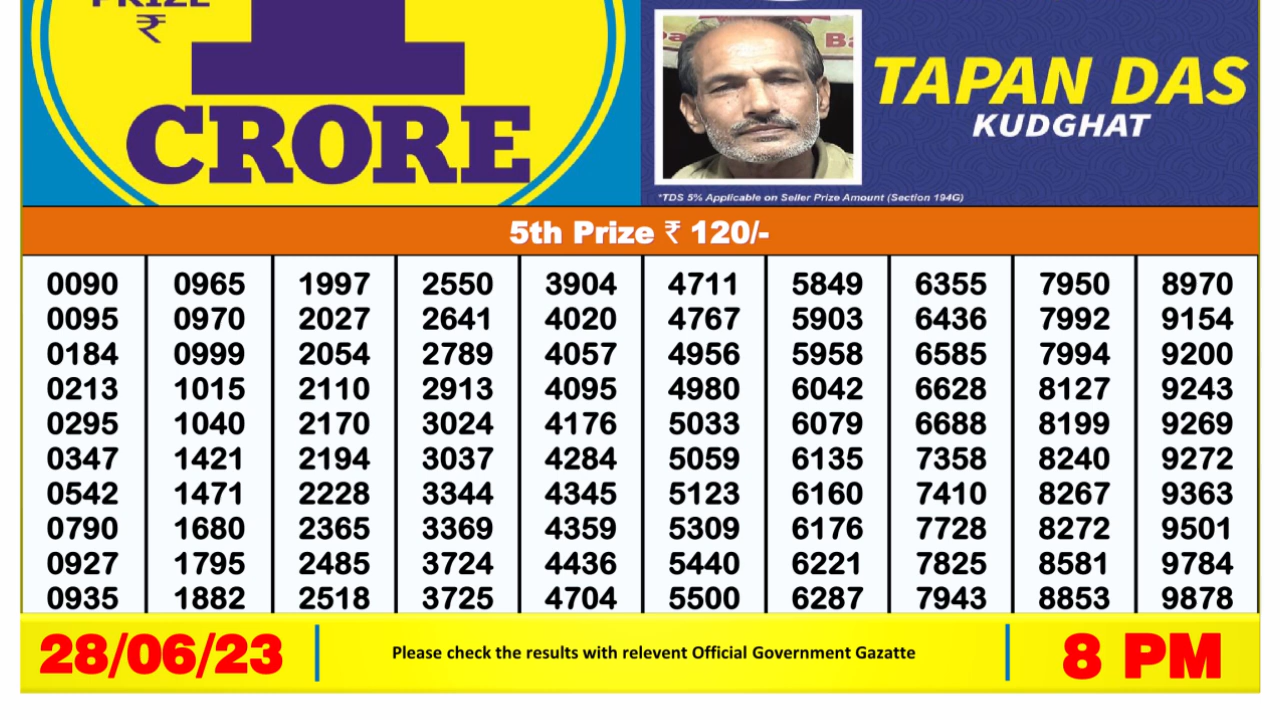 PRIZE
₹
1
CRORE
TAPAN DAS
KUDGHAT
*TDS 5% Applicable on Seller Prize Amount (Section 194G)
5th Prize ₹ 120/-
0090 0965 1997 2550 3904 4711 5849 6355 7950 8970
0095 0970 2027 2641 4020 4767 5903 6436 7992 9154
0184 0999 2054 2789 4057 4956 5958 6585 7994 9200
0213 1015 2110 2913 4095 4980 6042 6628 8127 9243
0295 1040 2170 3024 4176 5033 6079 6688 8199 9269
0347 1421 2194 3037 4284 5059 6135 7358 8240 9272
0542 1471 2228 3344 4345 5123 6160 7410 8267 9363
0790 1680 2365 3369 4359 5309 6176 7728 8272 9501
0927 1795 2485 3724 4436 5440 6221 7825 8581 9784
0935 1882 2518 3725 4704 5500 6287 7943 8853 9878
28/06/23 Please check the results with relevent Official Government Gazatte 8 PM